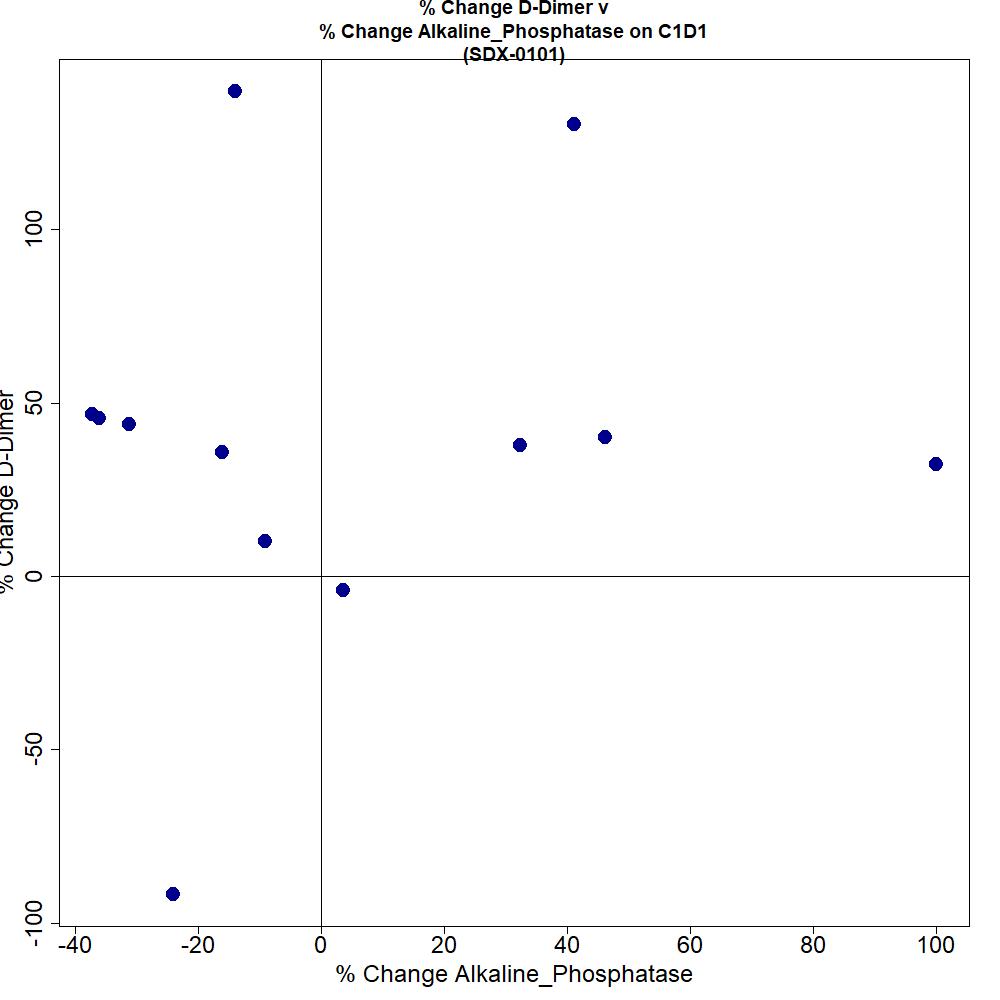 % Change D-Dimer v
% Change Alkaline_Phosphatase on C1D1
(SDX-0101)
% Change D-Dimer
100
50
0
-50
-100
-40 -20 0 20 40 60 80 100
% Change Alkaline_Phosphatase